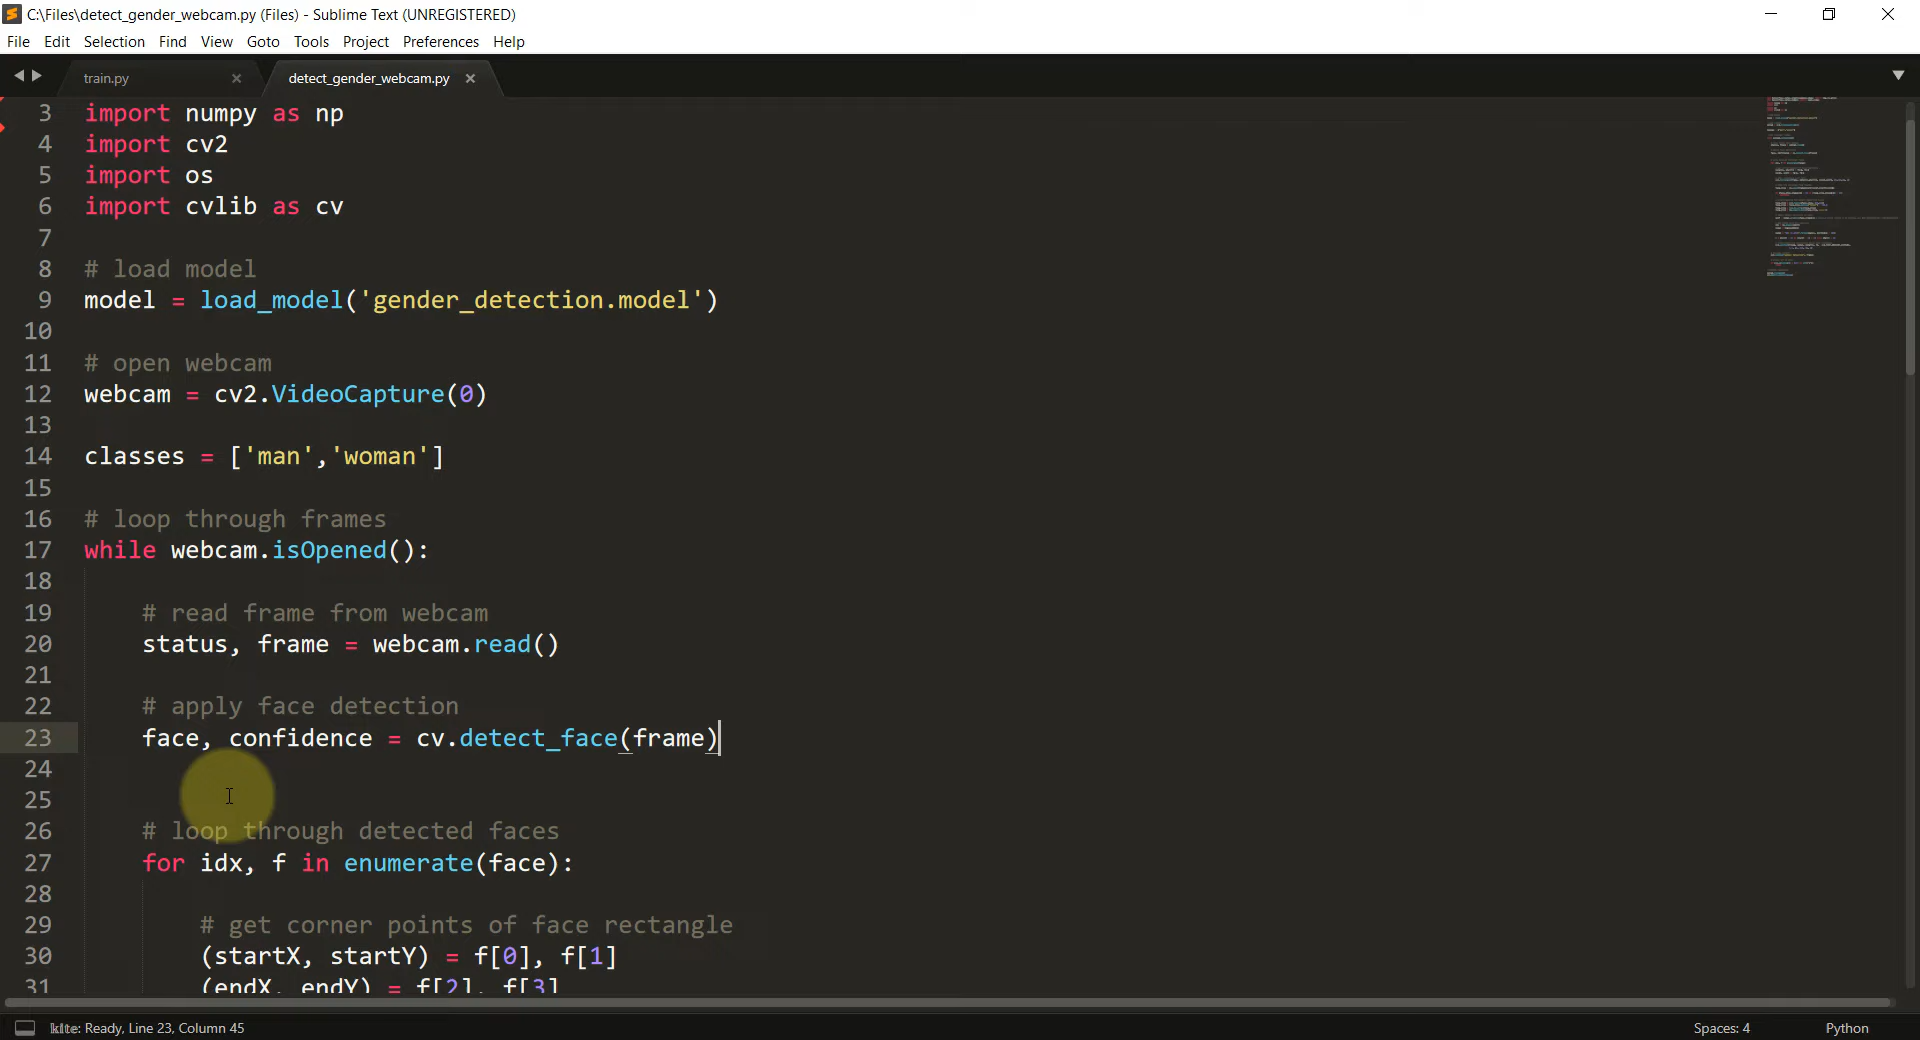 C:\Files\detect_gender_webcam.py (Files) - Sublime Text (UNREGISTERED)
File Edit Selection Find View Goto Tools Project Preferences Help
train.py detect_gender_webcam.py
3 import numpy as np
4 import cv2
5 import os
6 import cvlib as cv
7
8 # load model
9 model = load_model('gender_detection.model')
10
11 # open webcam
12 webcam = cv2.VideoCapture(0)
13
14 classes = ['man','woman']
15
16 # loop through frames
17 while webcam.isOpened():
18
19 # read frame from webcam
20 status, frame = webcam.read()
21
22 # apply face detection
23 face, confidence = cv.detect_face(frame)
24
25
26 # loop through detected faces
27 for idx, f in enumerate(face):
28
29 # get corner points of face rectangle
30 (startX, startY) = f[0], f[1]
31 (endX, endY) = f[2], f[3]
kite: Ready, Line 23, Column 45 Spaces: 4 Python